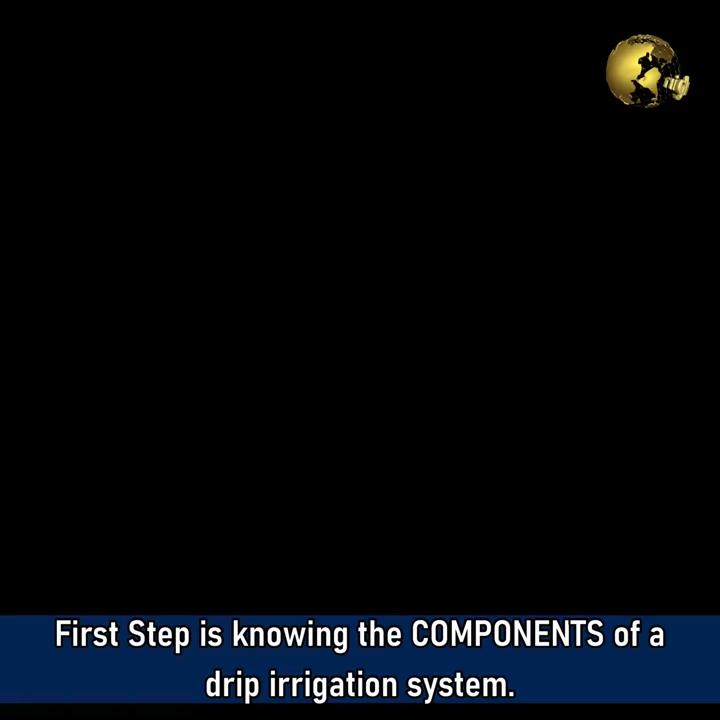 First Step is knowing the COMPONENTS of a
drip irrigation system.